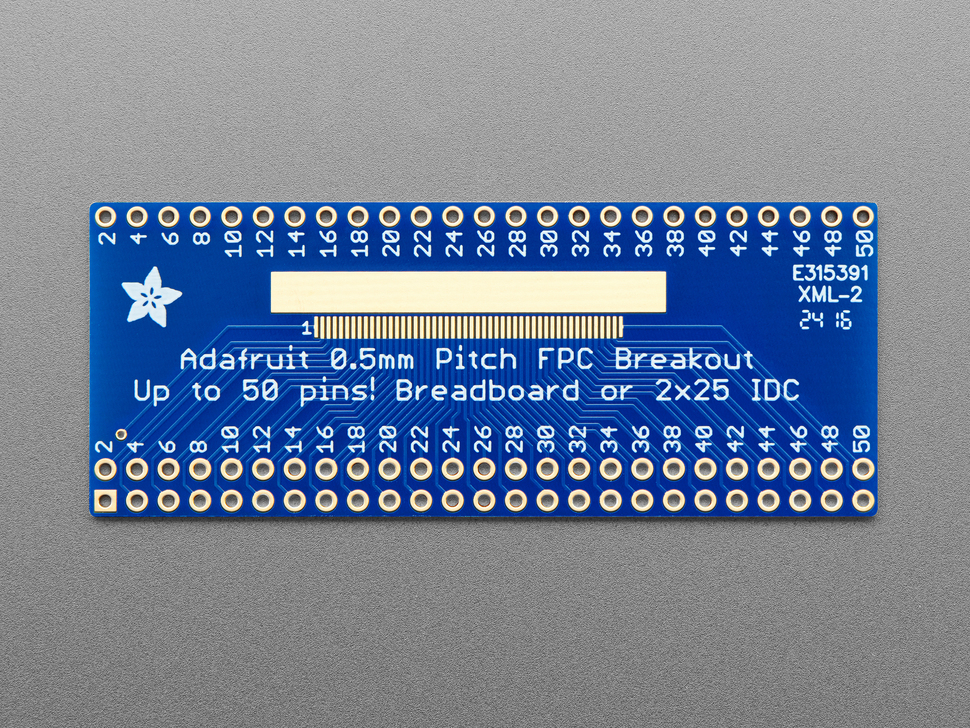 2 4 6 8 10 12 14 16 18 20 22 24 26 28 30 32 34 36 38 40 42 44 46 48 50
E315391
XML-2
24 16
1
Adafruit 0.5mm Pitch FPC Breakout
Up to 50 pins! Breadboard or 2x25 IDC
2 4 6 8 10 12 14 16 18 20 22 24 26 28 30 32 34 36 38 40 42 44 46 48 50